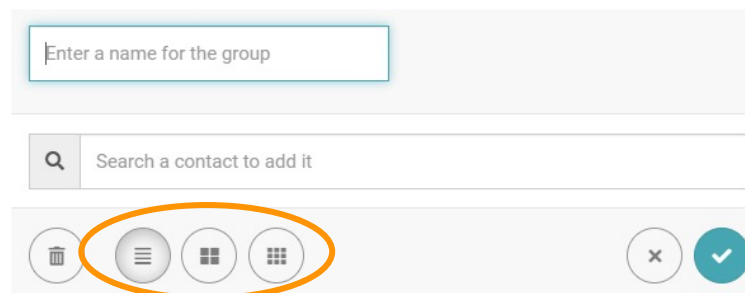 Enter a name for the group
Search a contact to add it